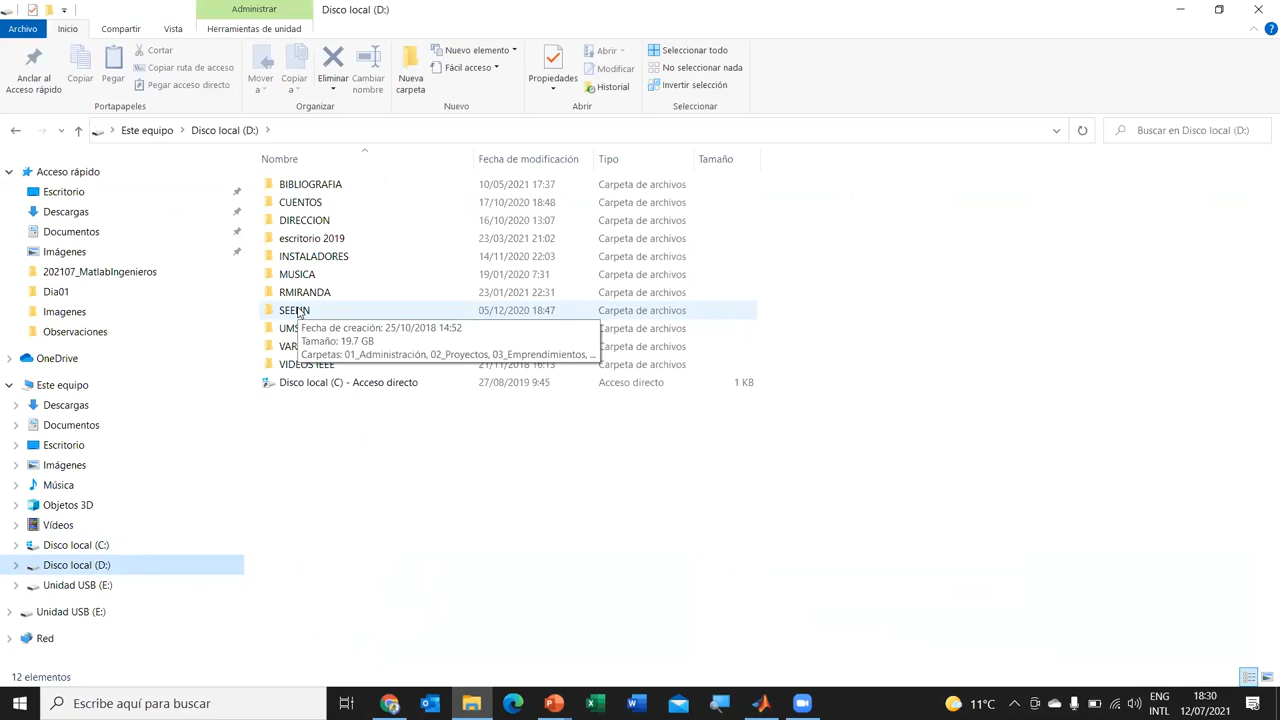 Administrar
Disco local (D:)
Archivo
Inicio
Compartir
Vista
Herramientas de unidad
Anclar al Acceso rápido
Copiar
Pegar
Cortar
Copiar ruta de acceso
Pegar acceso directo
Portapapeles
Mover a
Copiar a
Eliminar
Cambiar nombre
Organizar
Nueva carpeta
Nuevo elemento
Fácil acceso
Nuevo
Propiedades
Abrir
Modificar
Historial
Abrir
Seleccionar todo
No seleccionar nada
Invertir selección
Seleccionar
Este equipo > Disco local (D:) >
Buscar en Disco local (D:)
Nombre Fecha de modificación Tipo Tamaño
BIBLIOGRAFIA 10/05/2021 17:37 Carpeta de archivos
CUENTOS 17/10/2020 18:48 Carpeta de archivos
DIRECCION 16/10/2020 13:07 Carpeta de archivos
escritorio 2019 23/03/2021 21:02 Carpeta de archivos
INSTALADORES 14/11/2020 22:03 Carpeta de archivos
MUSICA 19/01/2020 7:31 Carpeta de archivos
RMIRANDA 23/01/2021 22:31 Carpeta de archivos
05/12/2020 18:47 Carpeta de archivos
UMS Carpeta de archivos
VAR Carpeta de archivos
VIDEOS IEEE 21/11/2018 16:13 Carpeta de archivos
Disco local (C) - Acceso directo 27/08/2019 9:45 Acceso directo 1 KB
Fecha de creación: 25/10/2018 14:52
Tamaño: 19.7 GB
Carpetas: 01_Administración, 02_Proyectos, 03_Emprendimientos, ...
Acceso rápido
Escritorio
Descargas
Documentos
Imágenes
202107_MatlabIngenieros
Dia01
Imagenes
Observaciones
OneDrive
Este equipo
Descargas
Documentos
Escritorio
Imágenes
Música
Objetos 3D
Vídeos
Disco local (C:)
Disco local (D:)
Unidad USB (E:)
Unidad USB (E:)
Red
12 elementos
Escribe aquí para buscar
11°C
ENG
INTL
18:30
12/07/2021